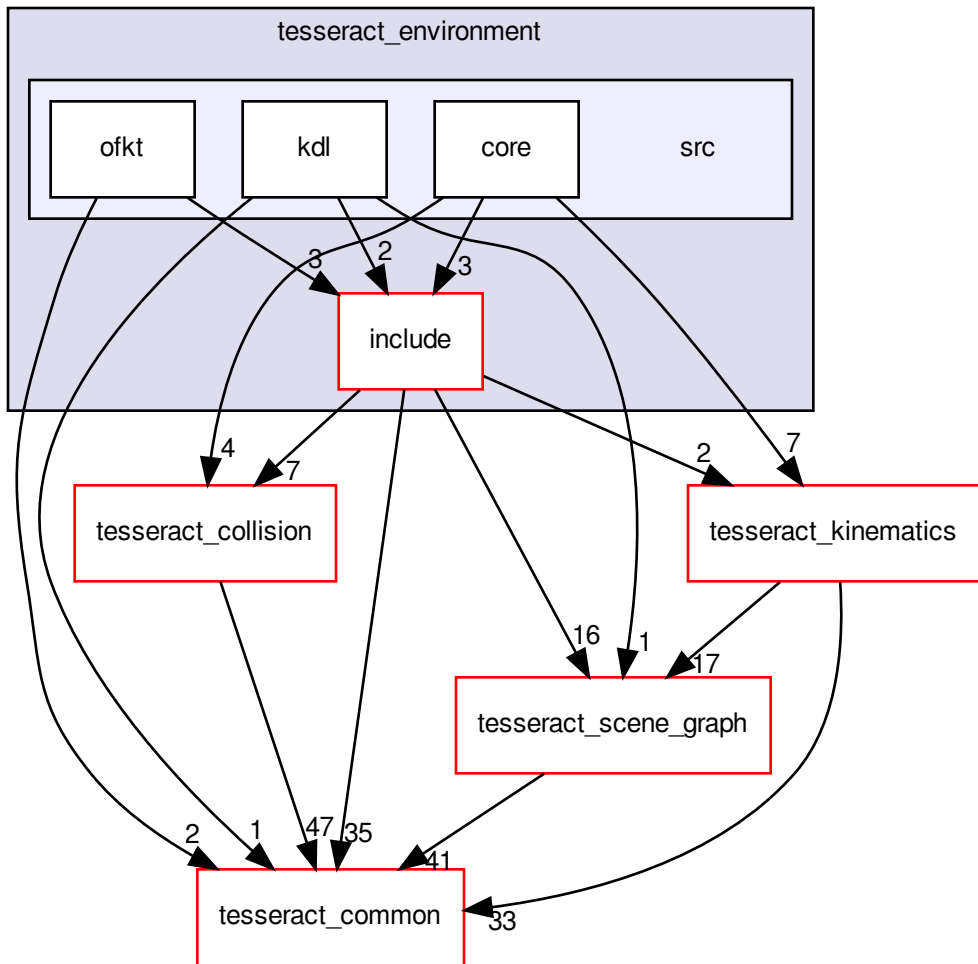 tesseract_environment
ofkt
kdl
core
src
3
2
3
include
4
7
2
7
tesseract_collision
tesseract_kinematics
16
1
17
tesseract_scene_graph
2
1
47
35
41
tesseract_common
33